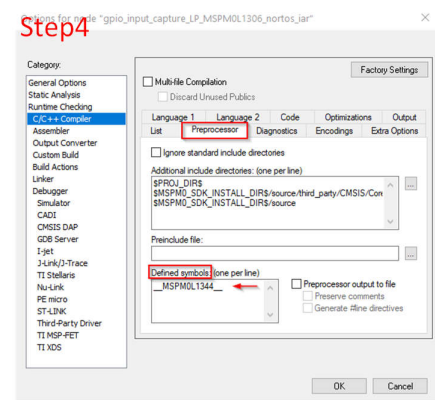 Options for node "gpio_input_capture_LP_MSPM0L1306_nortos_iar"
Step4
Category:
General Options
Static Analysis
Runtime Checking
C/C++ Compiler
Assembler
Output Converter
Custom Build
Build Actions
Linker
Debugger
Simulator
CADI
CMSIS DAP
GDB Server
I-jet
J-Link/J-Trace
TI Stellaris
Nu-Link
PE micro
ST-LINK
Third-Party Driver
TI MSP-FET
TI XDS
Factory Settings
Multi-file Compilation
Discard Unused Publics
Language 1 Language 2 Code Optimizations Output
List Preprocessor Diagnostics Encodings Extra Options
Ignore standard include directories
Additional include directories: (one per line)
$PROJ_DIR$
$MSPM0_SDK_INSTALL_DIR$/source/third_party/CMSIS/Con
$MSPM0_SDK_INSTALL_DIR$/source
...
Preinclude file:
...
Defined symbols: (one per line)
__MSPM0L1344__
Preprocessor output to file
Preserve comments
Generate #line directives
OK Cancel